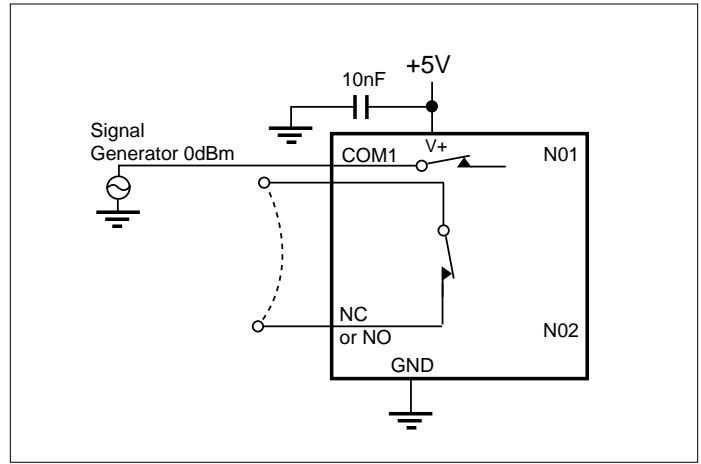 +5V
10nF
Signal
Generator 0dBm
V+
COM1
N01
NC
or NO
N02
GND